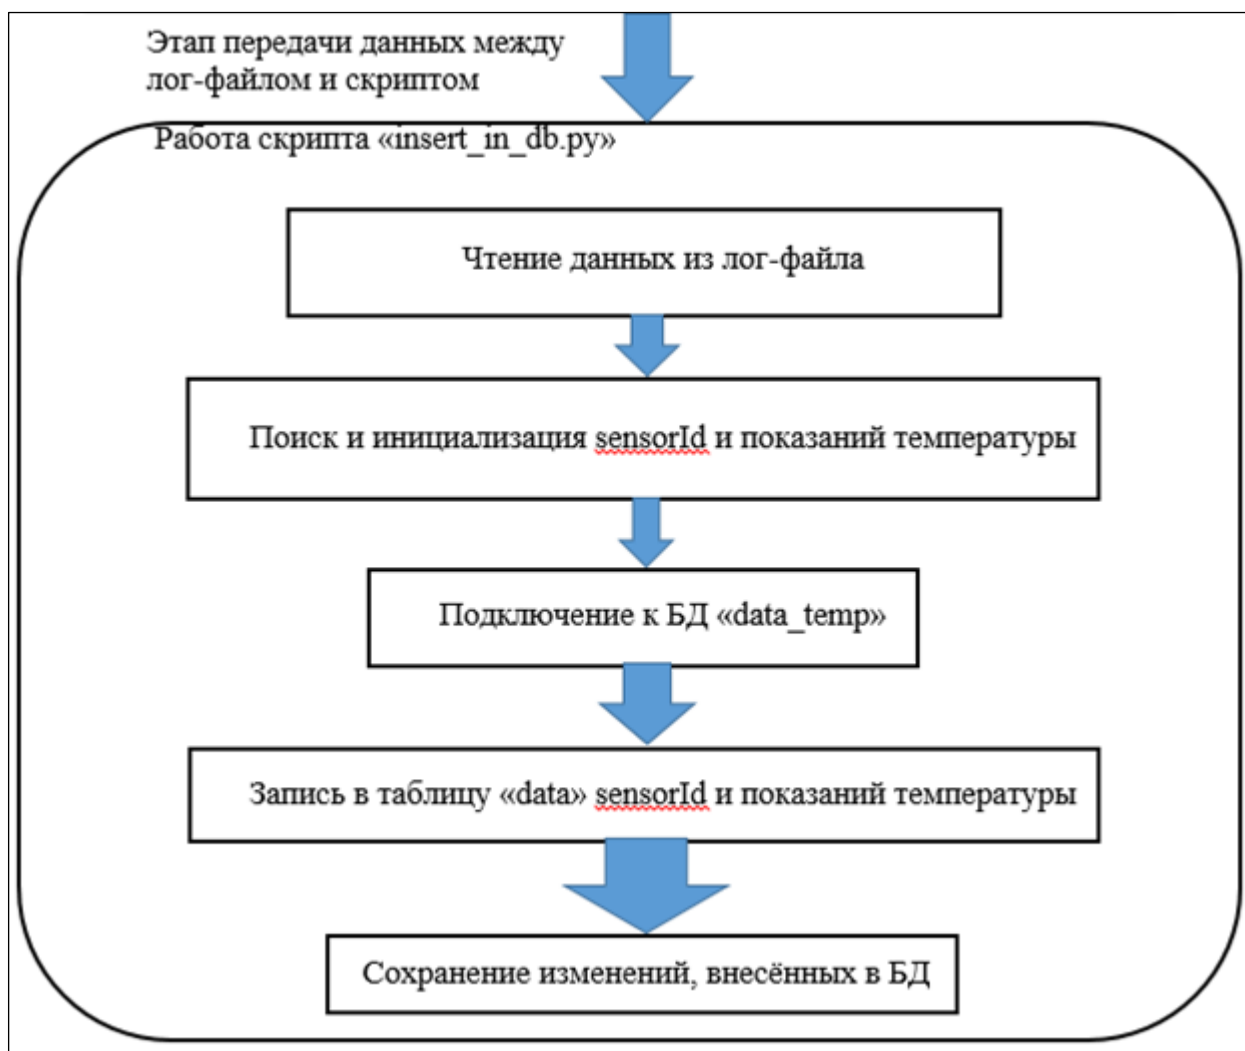 Этап передачи данных между
лог-файлом и скриптом
Работа скрипта «insert_in_db.py»
Чтение данных из лог-файла
Поиск и инициализация sensorId и показаний температуры
Подключение к БД «data_temp»
Запись в таблицу «data» sensorId и показаний температуры
Сохранение изменений, внесённых в БД